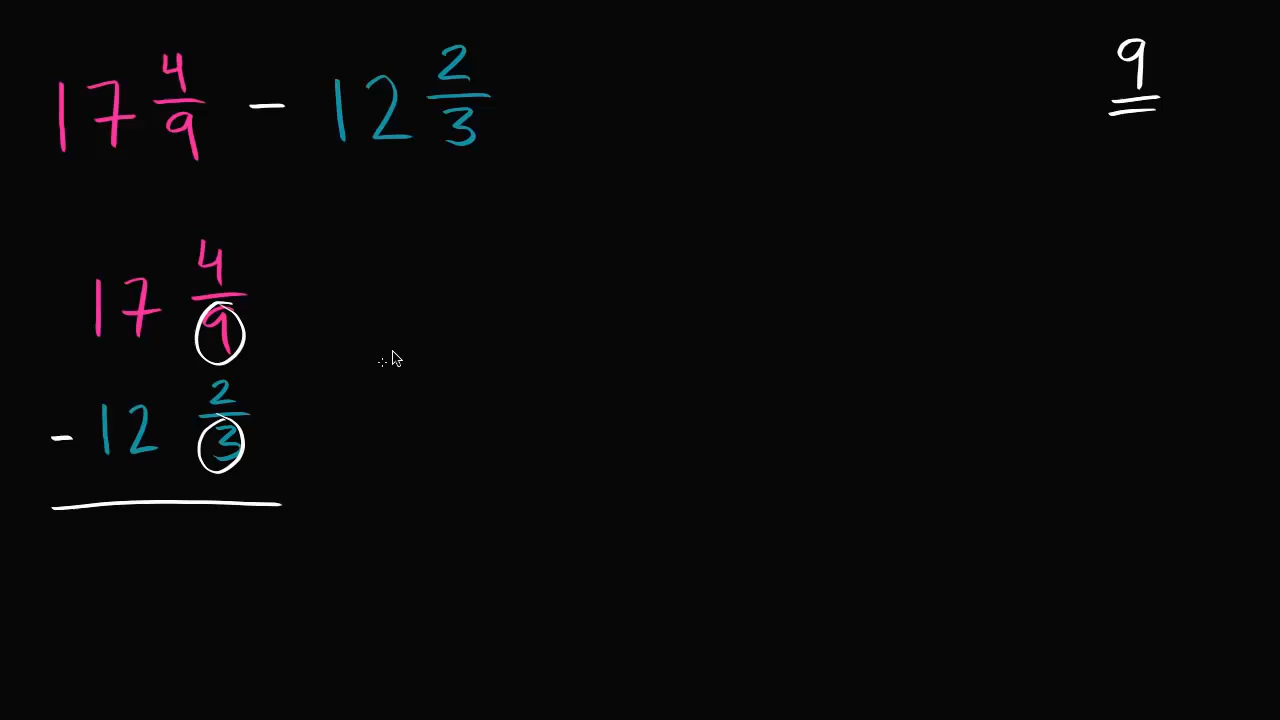 17 4/9 - 12 2/3
9
17 4/9
- 12 2/3